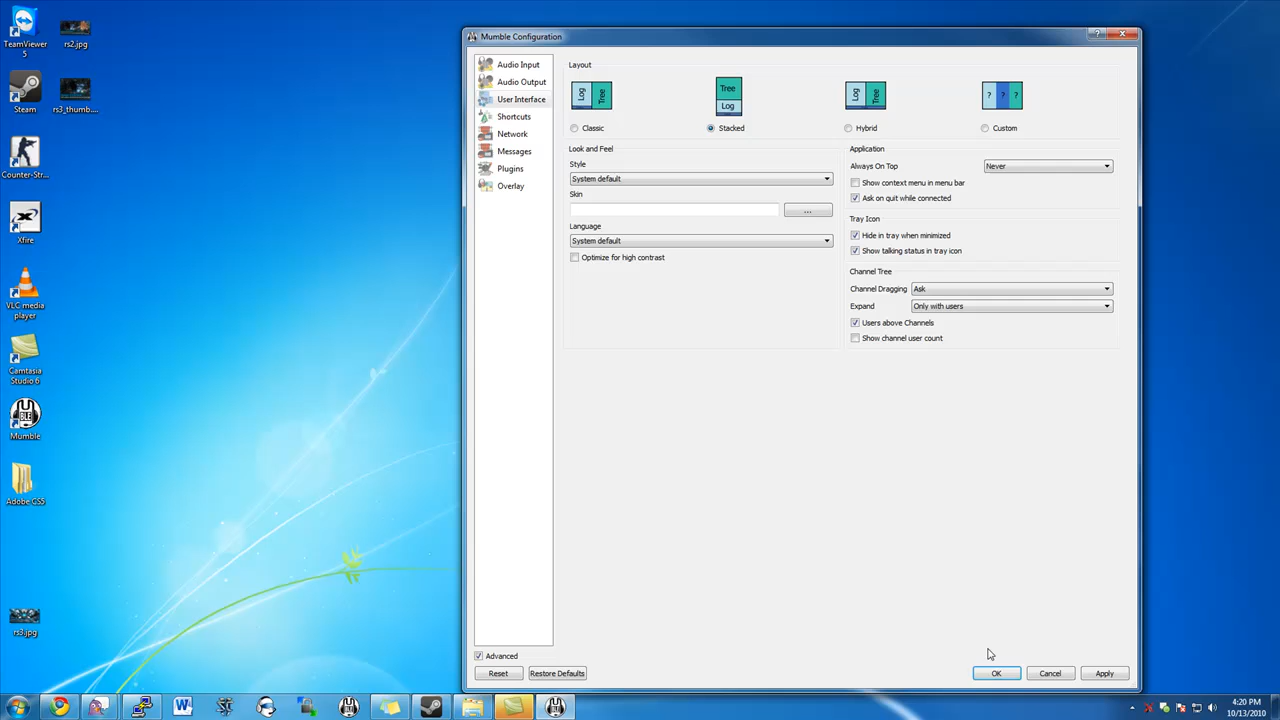 TeamViewer 5
rs2.jpg
Steam
rs3_thumb....
Counter-Str...
Xfire
VLC media player
Camtasia Studio 6
Mumble
Adobe CS5
rs3.jpg
Mumble Configuration
Audio Input
Audio Output
User Interface
Shortcuts
Network
Messages
Plugins
Overlay
Layout
Log Tree
Tree
Log
Log Tree
? ? ?
Classic
Stacked
Hybrid
Custom
Look and Feel
Style
System default
Skin
...
Language
System default
Optimize for high contrast
Application
Always On Top Never
Show context menu in menu bar
Ask on quit while connected
Tray Icon
Hide in tray when minimized
Show talking status in tray icon
Channel Tree
Channel Dragging Ask
Expand Only with users
Users above Channels
Show channel user count
Advanced
Reset
Restore Defaults
OK
Cancel
Apply
4:20 PM
10/13/2010